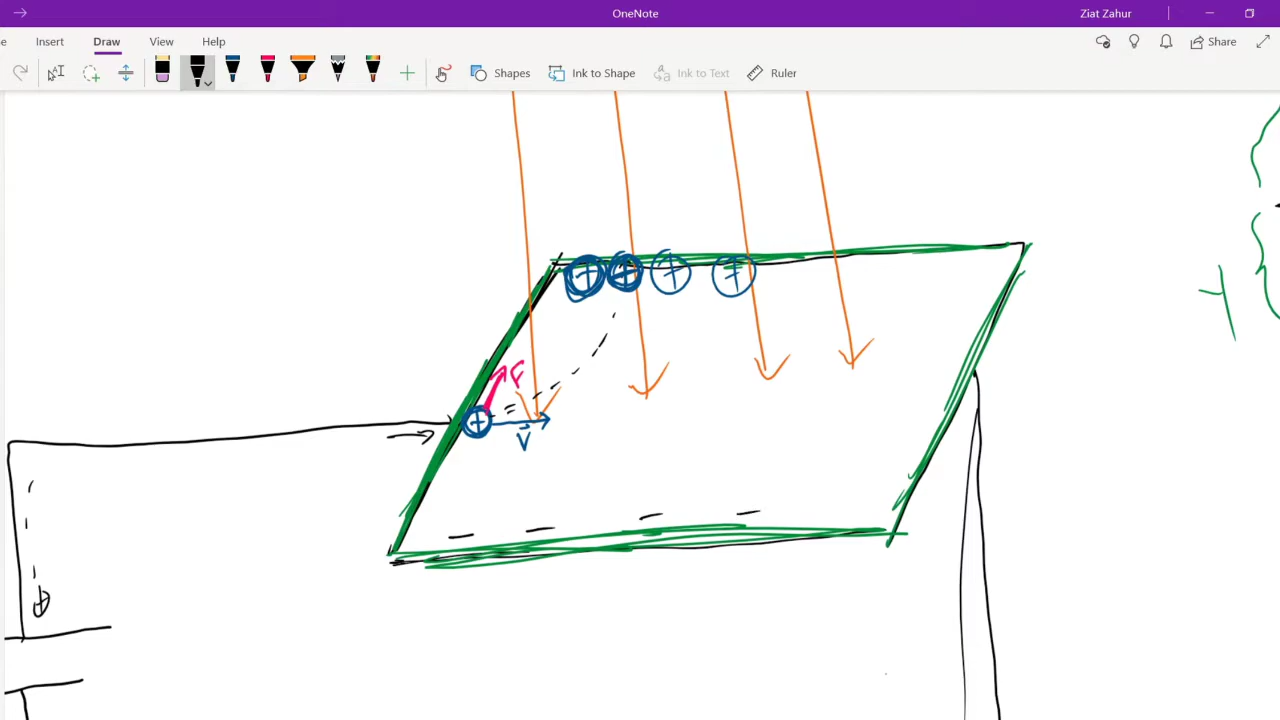 OneNote
Ziat Zahur
Insert
Draw
View
Help
Share
Shapes
Ink to Shape
Ink to Text
Ruler
+ + + +
F
+
V
- - - -
+